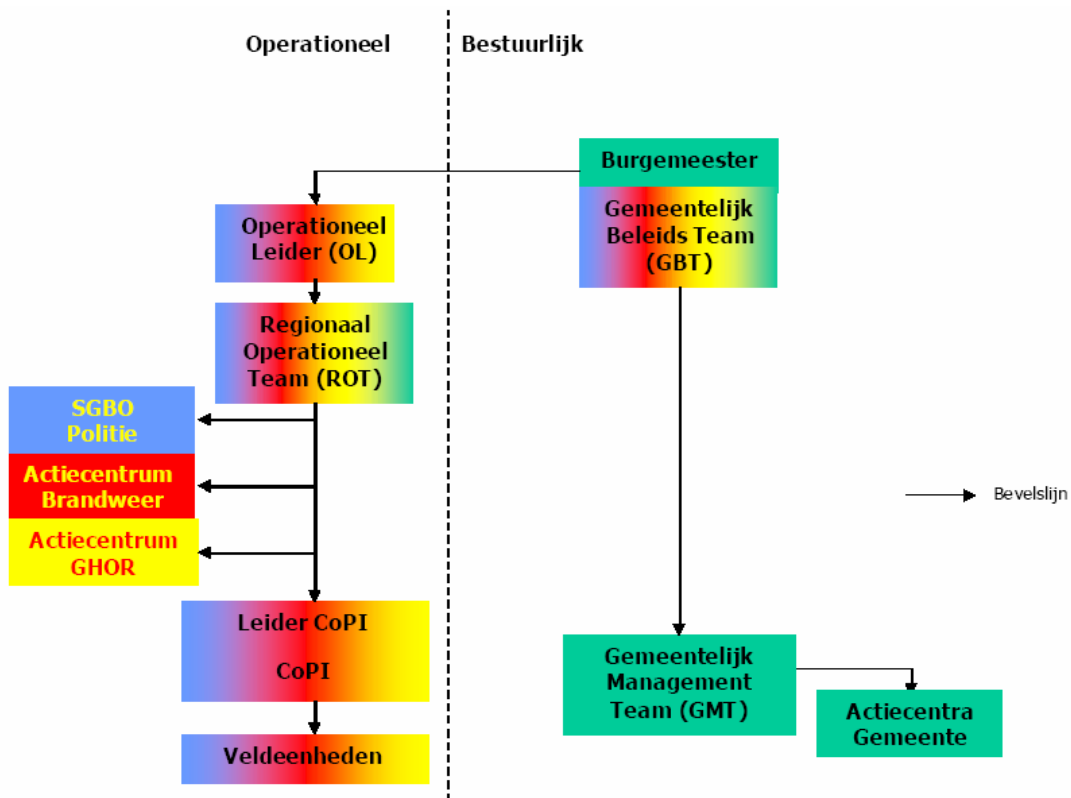 Operationeel
Bestuurlijk
Burgemeester
Gemeentelijk
Beleids Team
(GBT)
Operationeel
Leider (OL)
Regionaal
Operationeel
Team (ROT)
SGBO
Politie
Actiecentrum
Brandweer
Actiecentrum
GHOR
Bevelslijn
Leider CoPI
CoPI
Gemeentelijk
Management
Team (GMT)
Actiecentra
Gemeente
Veldeenheden